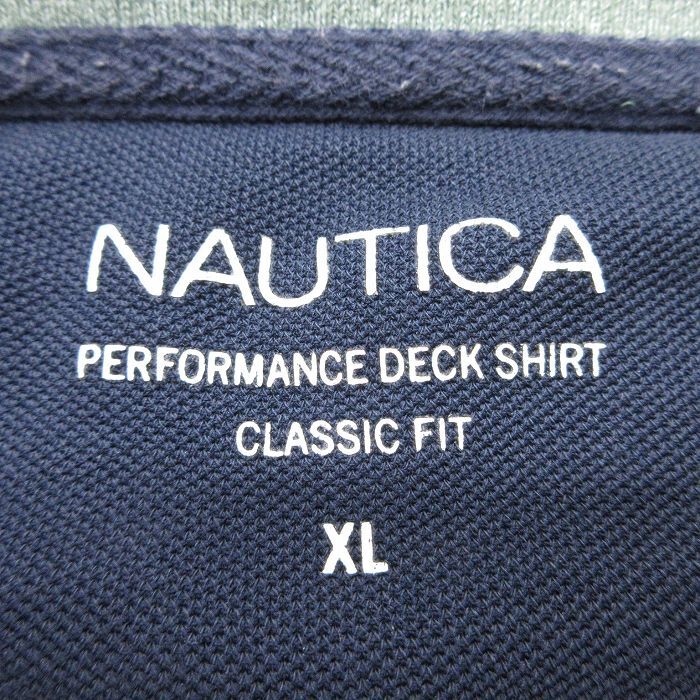 NAUTICA
PERFORMANCE DECK SHIRT
CLASSIC FIT
XL